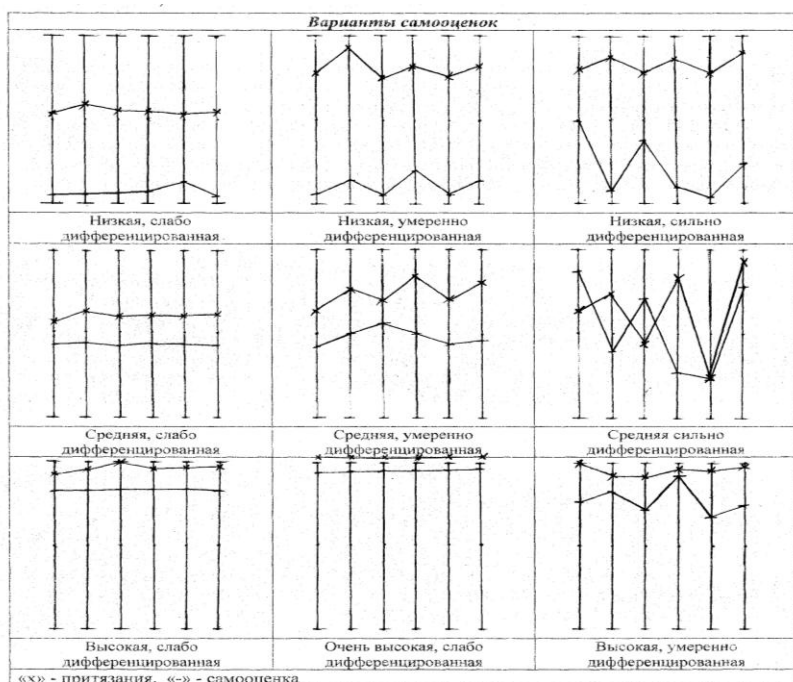 Варианты самооценок
Низкая, слабо
дифференцированная
Низкая, умеренно
дифференцированная
Низкая, сильно
дифференцированная
Средняя, слабо
дифференцированная
Средняя, умеренно
дифференцированная
Средняя сильно
дифференцированная
Высокая, слабо
дифференцированная
Очень высокая, слабо
дифференцированная
Высокая, умеренно
дифференцированная
«х» - притязания, «-» - самооценка